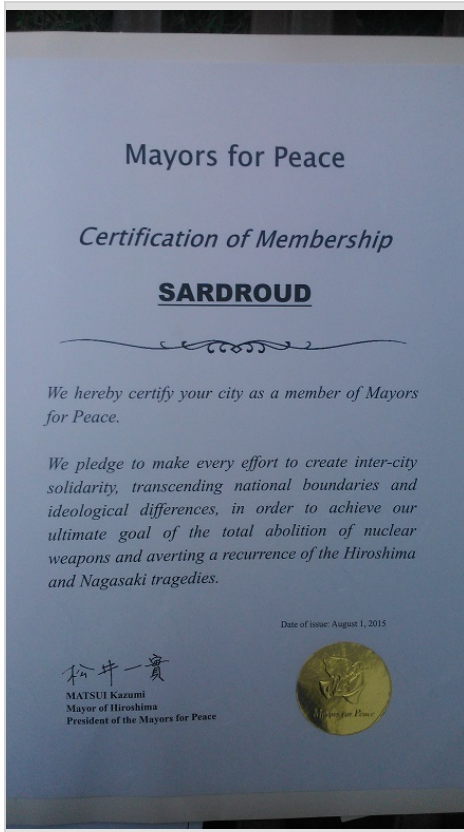 Mayors for Peace
Certification of Membership
SARDROUD
We hereby certify your city as a member of Mayors
for Peace.
We pledge to make every effort to create inter-city
solidarity, transcending national boundaries and
ideological differences, in order to achieve our
ultimate goal of the total abolition of nuclear
weapons and averting a recurrence of the Hiroshima
and Nagasaki tragedies.
Date of issue: August 1, 2015
松井一實
MATSUI Kazumi
Mayor of Hiroshima
President of the Mayors for Peace
Mayors for Peace